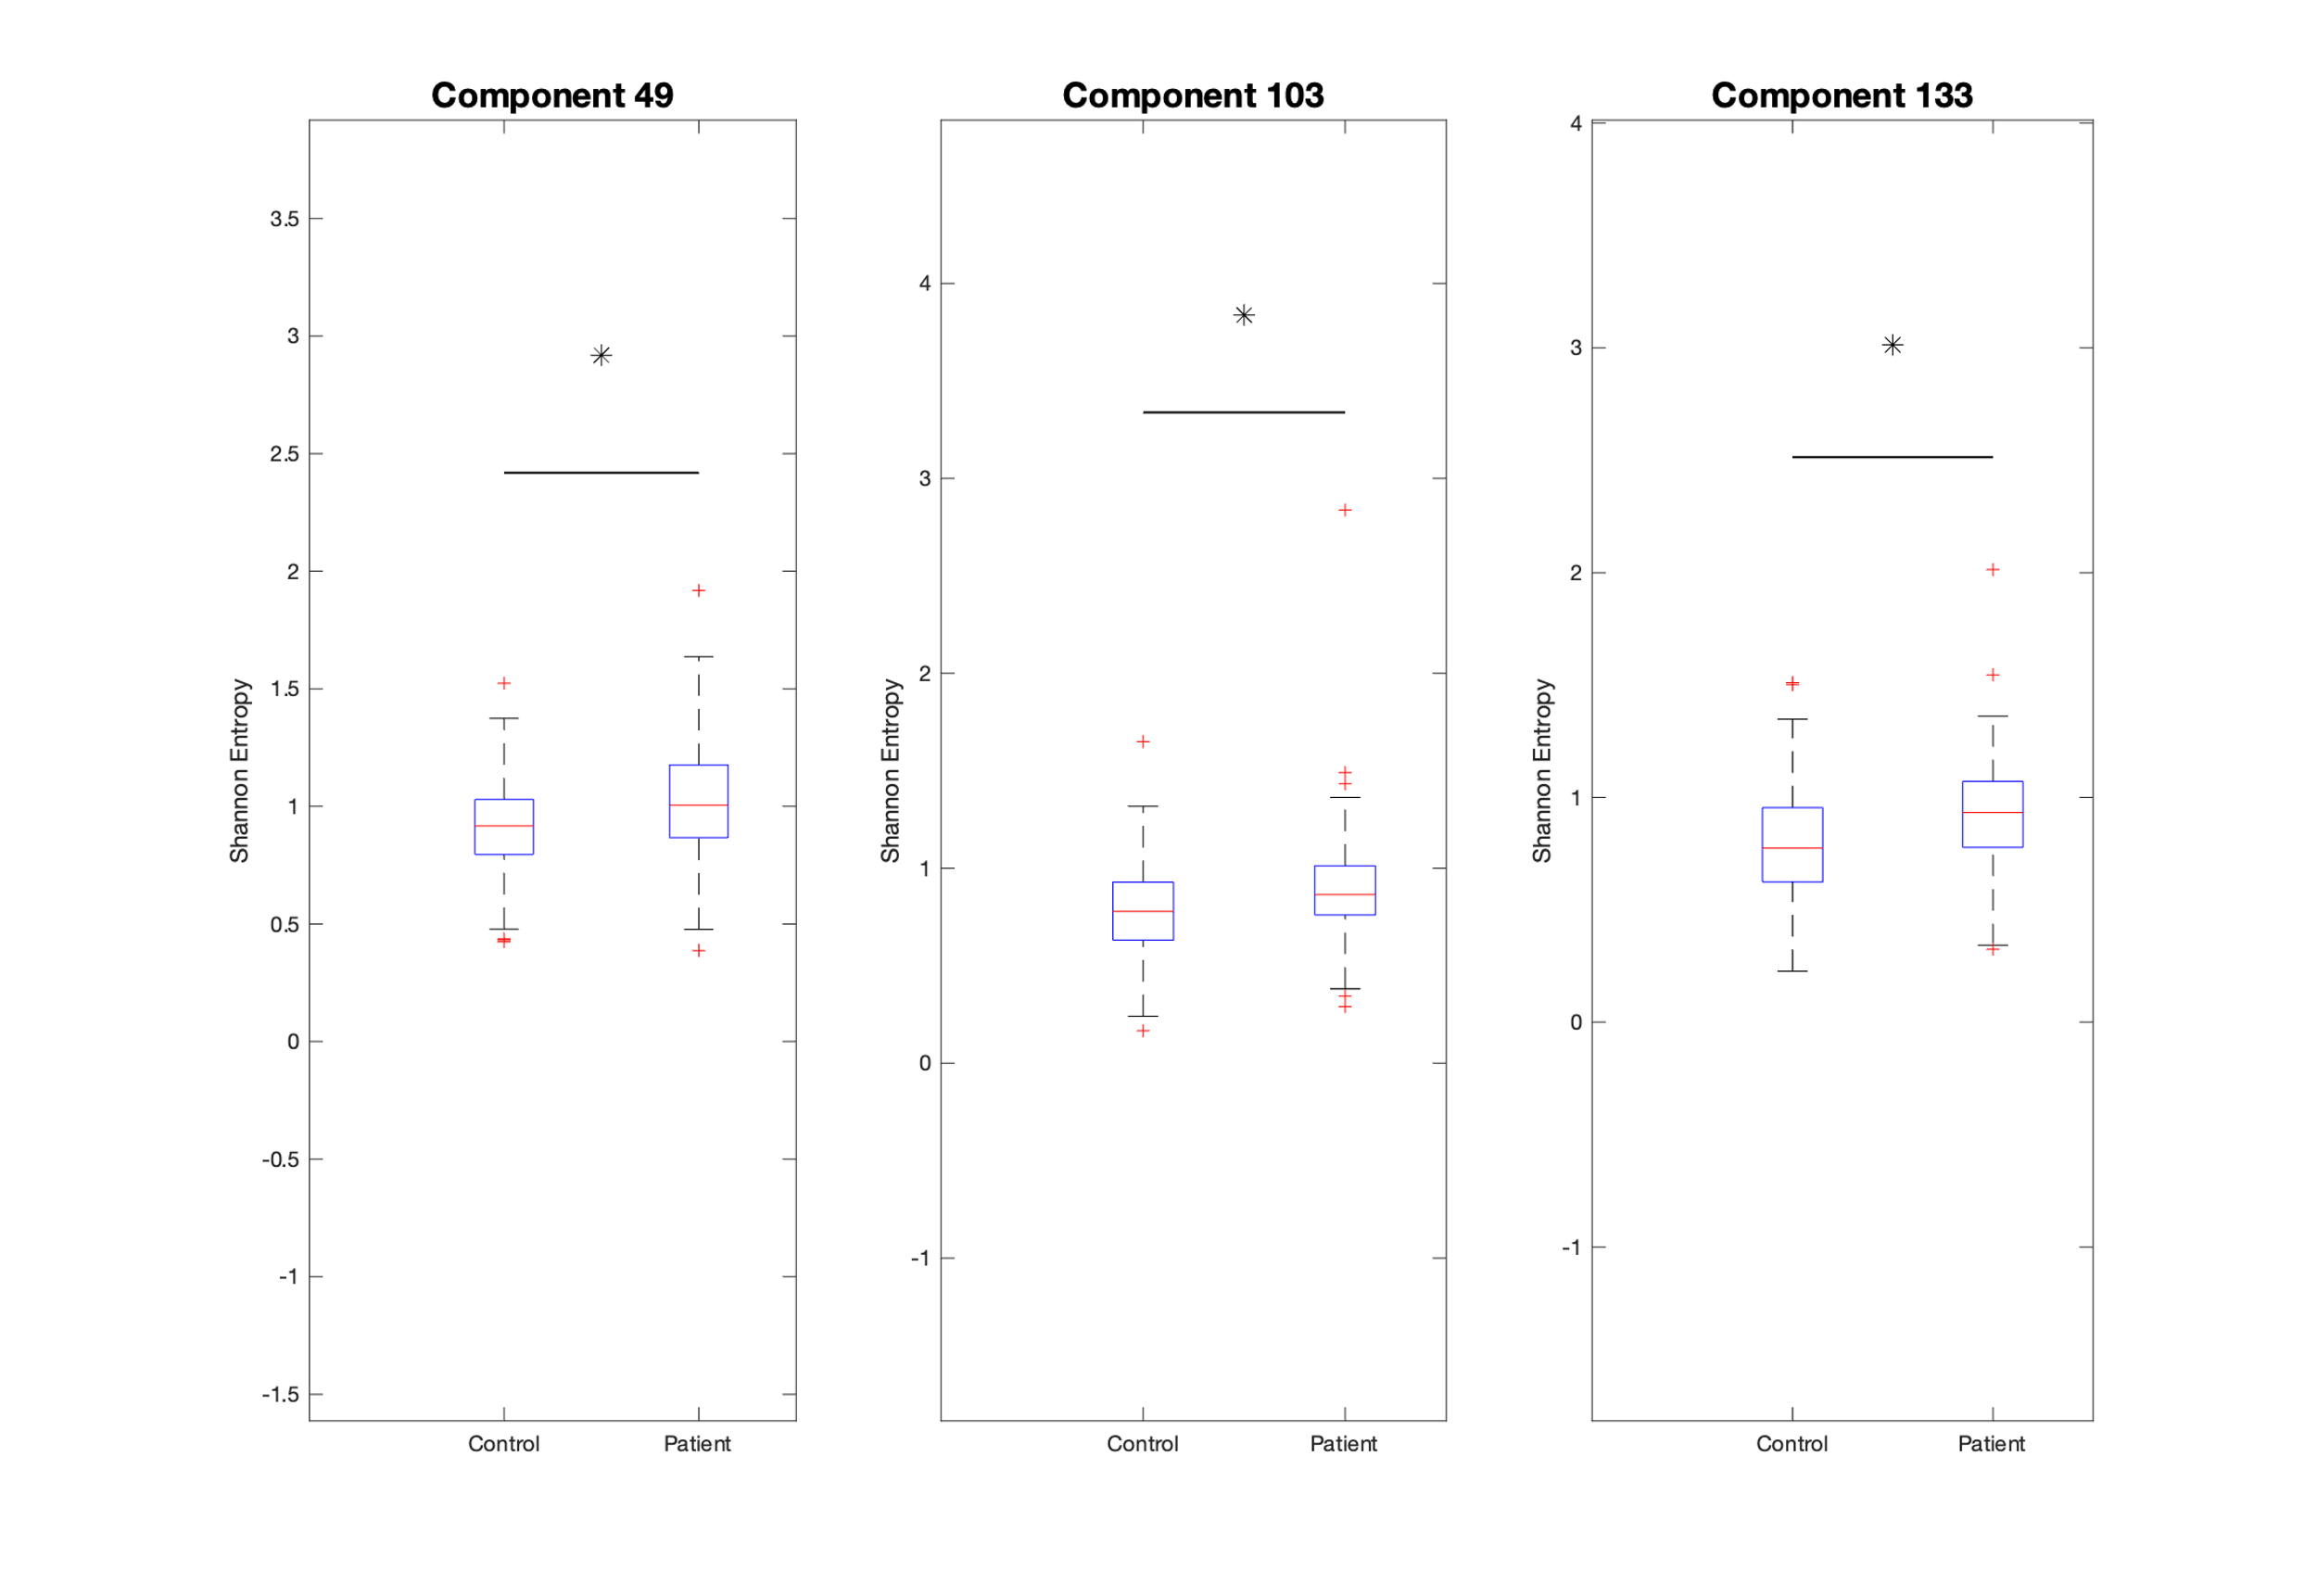 Component 49
Component 103
Component 133
Shannon Entropy
3.5
3
2.5
2
1.5
1
0.5
0
-0.5
-1
-1.5
Control
Patient
Shannon Entropy
4
3
2
1
0
-1
Control
Patient
Shannon Entropy
4
3
2
1
0
-1
Control
Patient